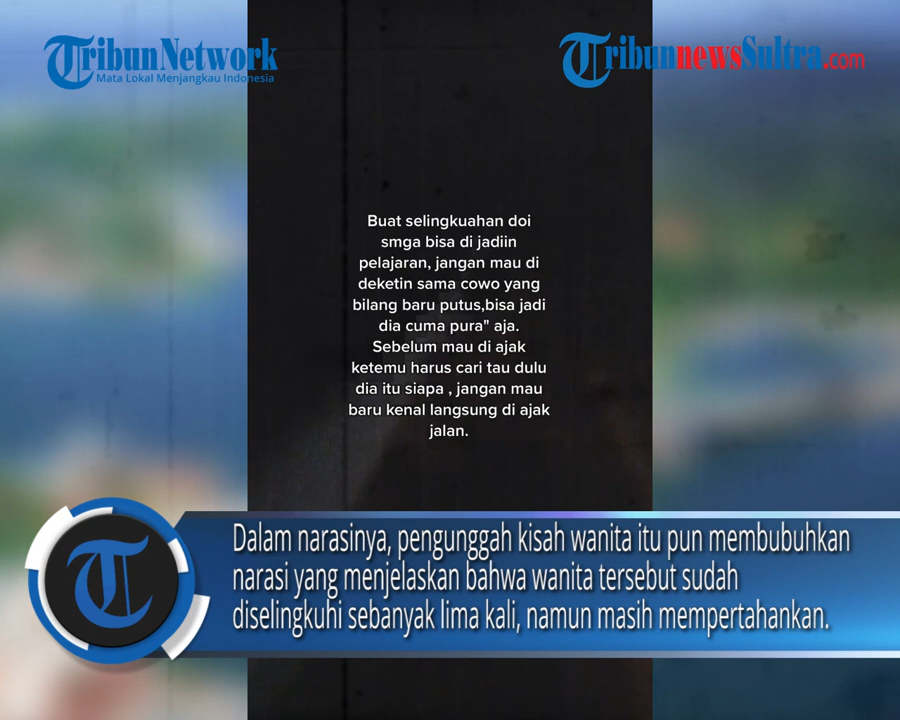 TribunNetwork
Mata Lokal Menjangkau Indonesia
TribunnewsSultra.com
Buat selingkuahan doi
smga bisa di jadiin
pelajaran, jangan mau di
deketin sama cowo yang
bilang baru putus,bisa jadi
dia cuma pura" aja.
Sebelum mau di ajak
ketemu harus cari tau dulu
dia itu siapa , jangan mau
baru kenal langsung di ajak
jalan.
Dalam narasinya, pengunggah kisah wanita itu pun membubuhkan
narasi yang menjelaskan bahwa wanita tersebut sudah
diselingkuhi sebanyak lima kali, namun masih mempertahankan.
T